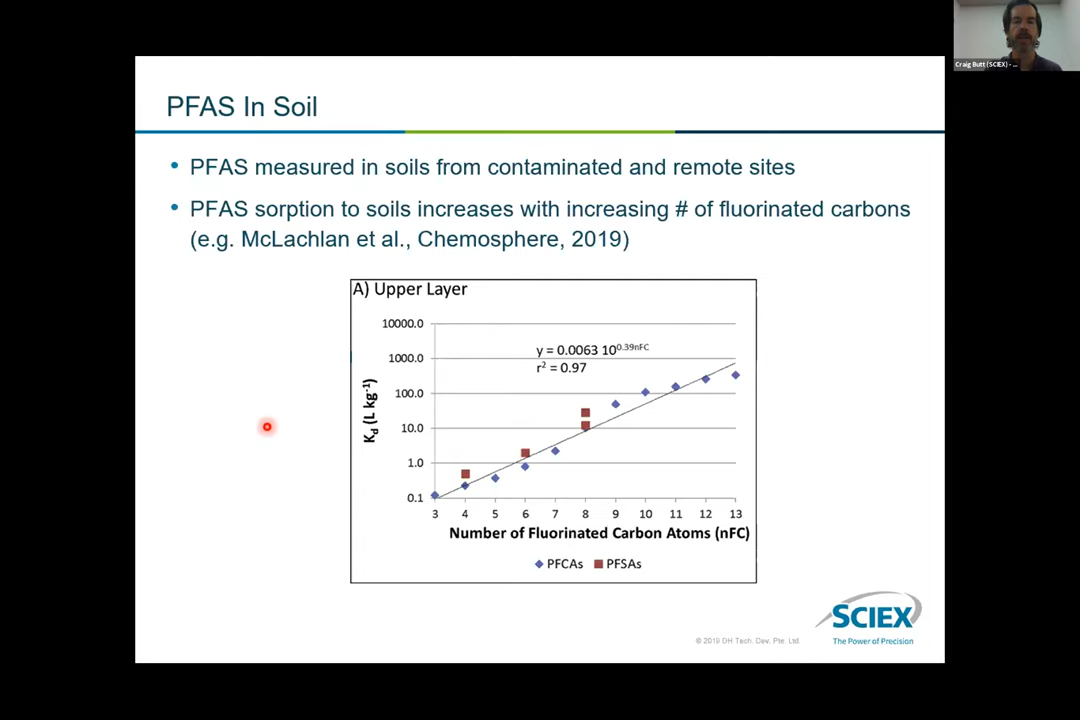 Craig Butt (SCIEX) - ...
PFAS In Soil
• PFAS measured in soils from contaminated and remote sites
• PFAS sorption to soils increases with increasing # of fluorinated carbons
(e.g. McLachlan et al., Chemosphere, 2019)
A) Upper Layer
10000.0
1000.0
100.0
10.0
1.0
0.1
Kd (L kg-1)
y = 0.0063 10^0.39nFC
r² = 0.97
3 4 5 6 7 8 9 10 11 12 13
Number of Fluorinated Carbon Atoms (nFC)
PFCAs PFSAs
© 2019 DH Tech. Dev. Pte. Ltd.
SCIEX
The Power of Precision